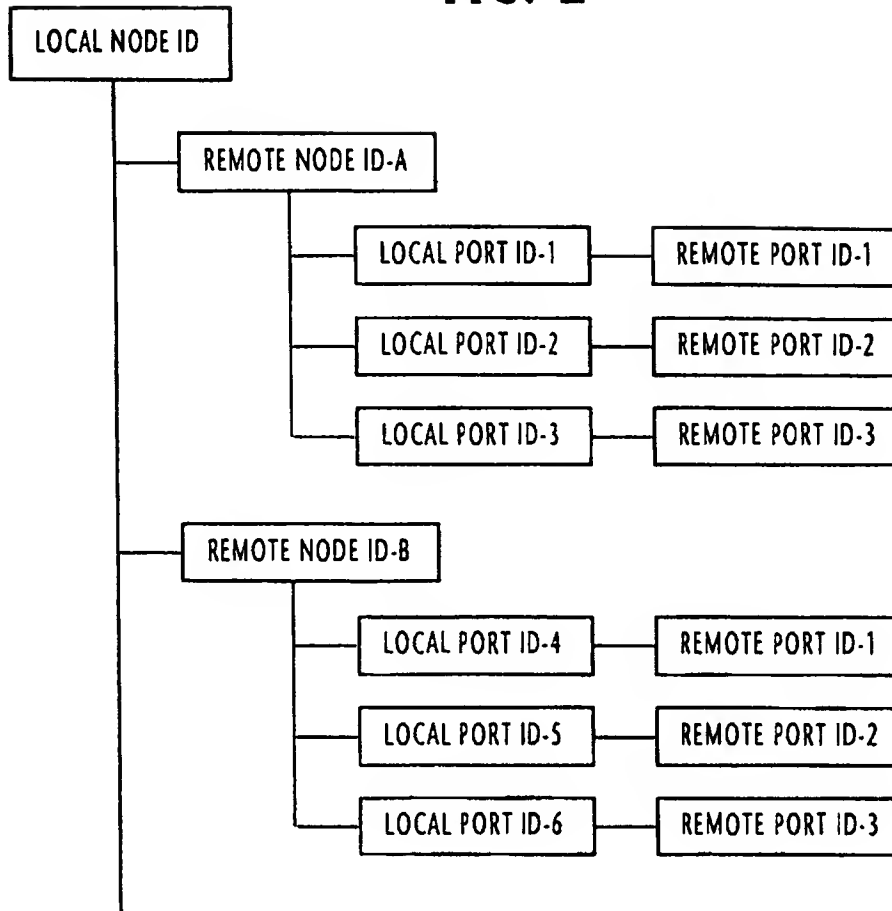 LOCAL NODE ID
REMOTE NODE ID-A
LOCAL PORT ID-1 REMOTE PORT ID-1
LOCAL PORT ID-2 REMOTE PORT ID-2
LOCAL PORT ID-3 REMOTE PORT ID-3
REMOTE NODE ID-B
LOCAL PORT ID-4 REMOTE PORT ID-1
LOCAL PORT ID-5 REMOTE PORT ID-2
LOCAL PORT ID-6 REMOTE PORT ID-3